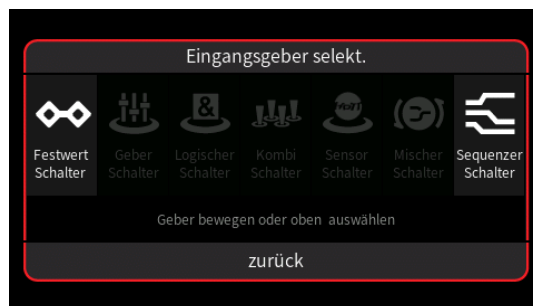 Eingangsgeber selekt.
Festwert Schalter
Geber Schalter
Logischer Schalter
Kombi Schalter
Sensor Schalter
Mischer Schalter
Sequenzer Schalter
Geber bewegen oder oben auswählen
zurück